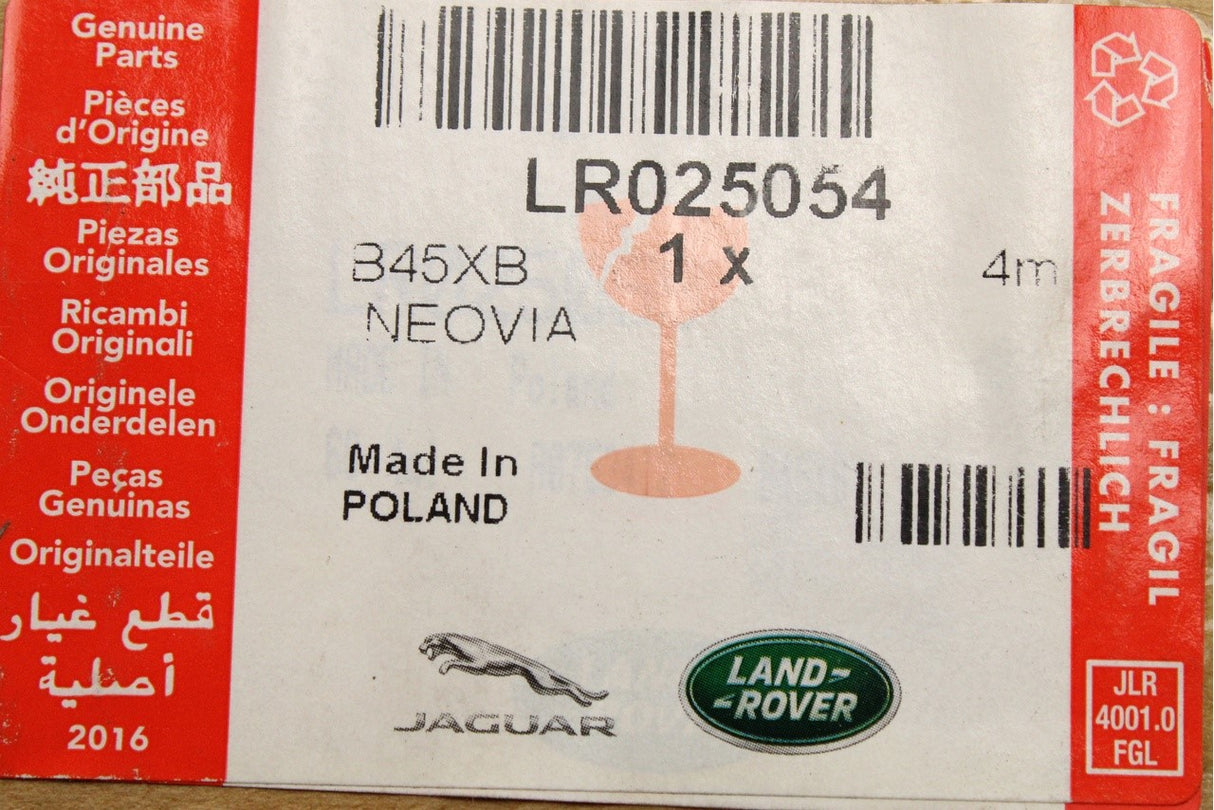 Genuine
Parts
Pièces
d'Origine
純正部品
Piezas
Originales
Ricambi
Originali
Originele
Onderdelen
Peças
Genuinas
Originalteile
قطع غيار
أصلية
2016
LR025054
B45XB
1 x
4m
NEOVIA
Made In
POLAND
JAGUAR
LAND-
-ROVER
FRAGILE : FRAGIL
ZERBRECHLICH
JLR
4001.0
FGL